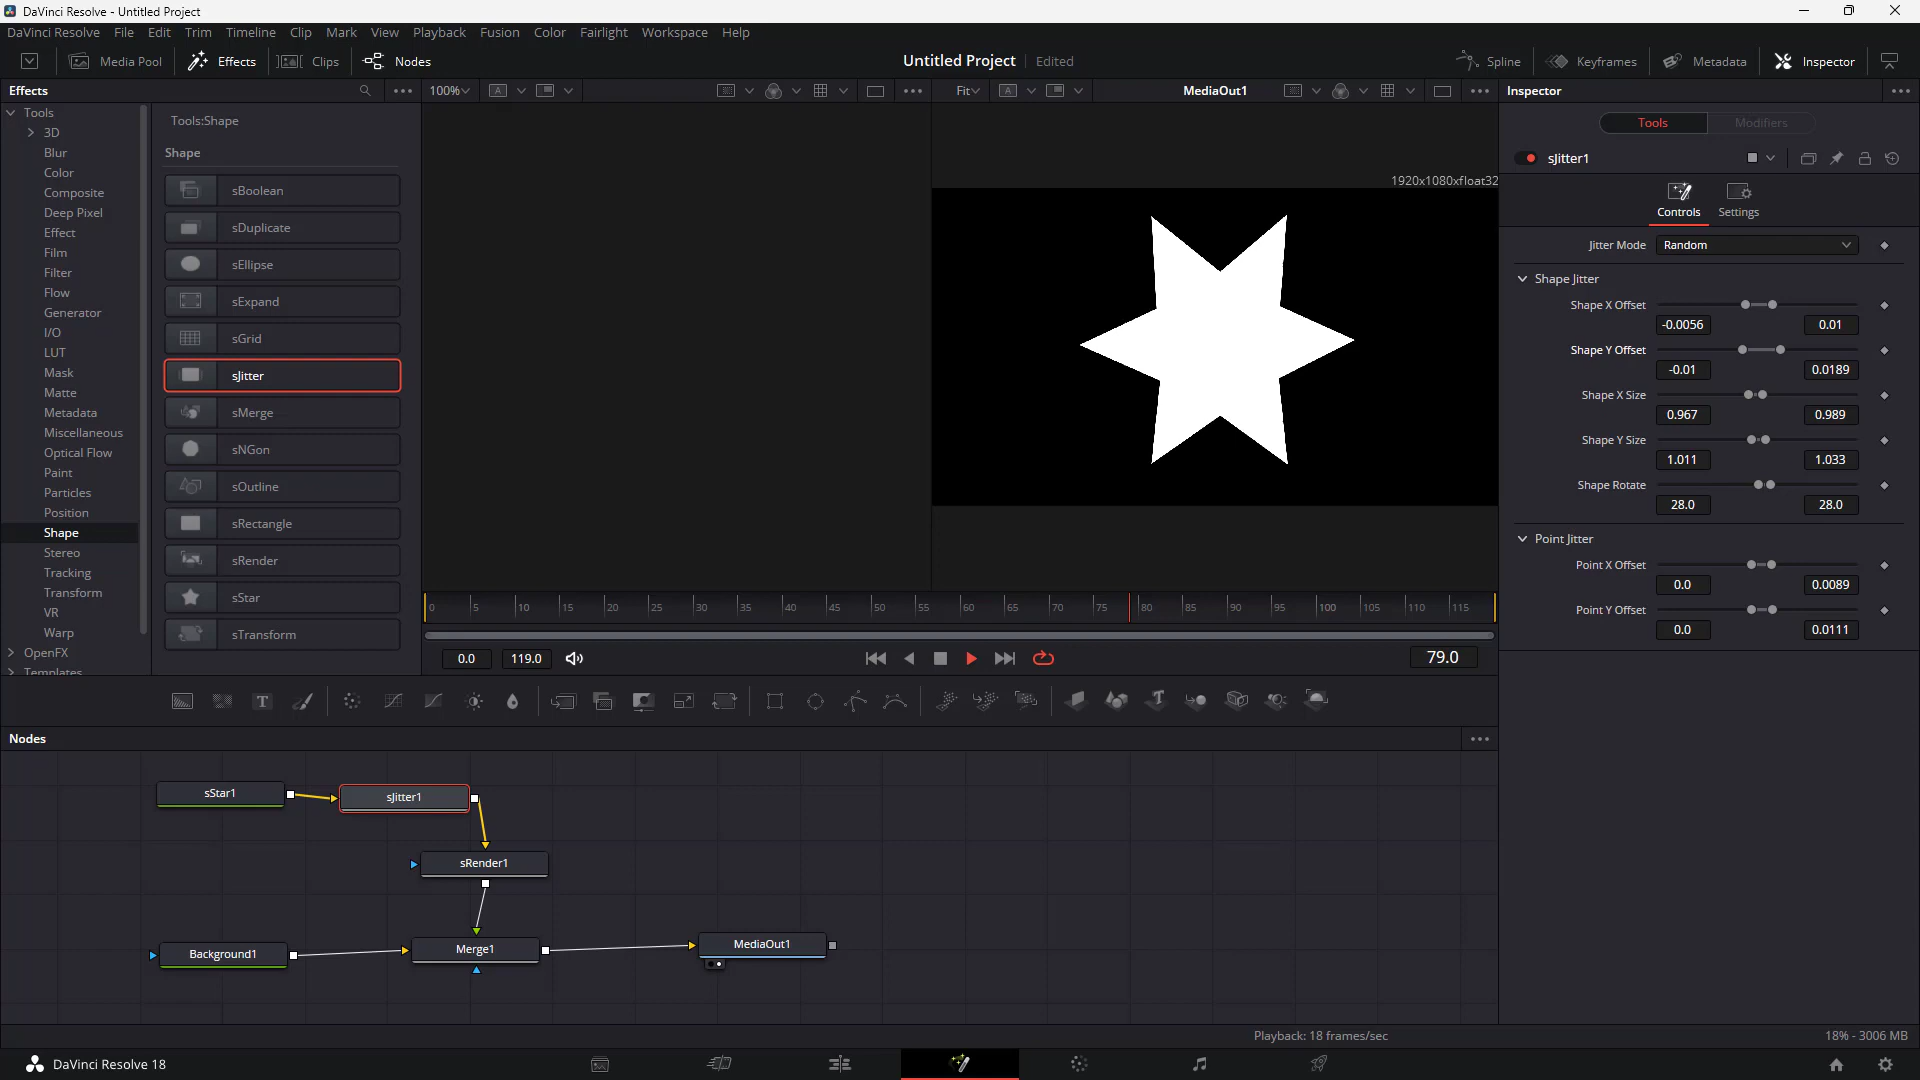 DaVinci Resolve - Untitled Project
DaVinci Resolve File Edit Trim Timeline Clip Mark View Playback Fusion Color Fairlight Workspace Help
Media Pool Effects Clips Nodes Untitled Project Edited Spline Keyframes Metadata Inspector
Effects 100% A Fit A MediaOut1 Inspector
Tools
3D
Blur
Color
Composite
Deep Pixel
Effect
Film
Filter
Flow
Generator
I/O
LUT
Mask
Matte
Metadata
Miscellaneous
Optical Flow
Paint
Particles
Position
Shape
Stereo
Tracking
Transform
VR
Warp
OpenFX
Templates
Tools:Shape
Shape
sBoolean
sDuplicate
sEllipse
sExpand
sGrid
sJitter
sMerge
sNGon
sOutline
sRectangle
sRender
sStar
sTransform
1920x1080xfloat32
0 5 10 15 20 25 30 35 40 45 50 55 60 65 70 75 80 85 90 95 100 105 110 115
0.0 119.0 79.0
Tools Modifiers
sJitter1
Controls Settings
Jitter Mode Random
Shape Jitter
Shape X Offset
-0.0056 0.01
Shape Y Offset
-0.01 0.0189
Shape X Size
0.967 0.989
Shape Y Size
1.011 1.033
Shape Rotate
28.0 28.0
Point Jitter
Point X Offset
0.0 0.0089
Point Y Offset
0.0 0.0111
T T
Nodes
sStar1 sJitter1
sRender1
Background1 Merge1 MediaOut1
Playback: 18 frames/sec 18% - 3006 MB
DaVinci Resolve 18